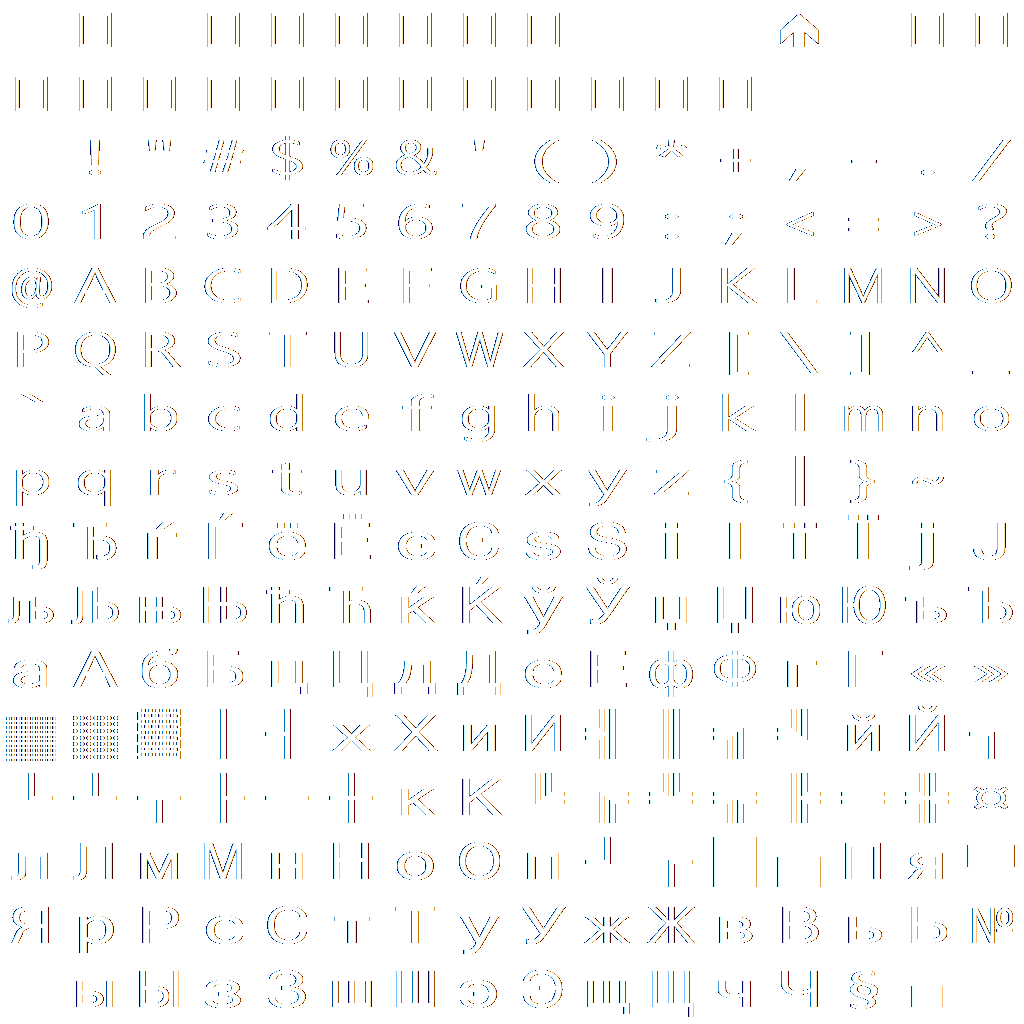 ! " # $ % & ' ( ) * + , - . /
0 1 2 3 4 5 6 7 8 9 : ; < = > ?
@ A B C D E F G H I J K L M N O
P Q R S T U V W X Y Z [ \ ] ^ _
` a b c d e f g h i j k l m n o
p q r s t u v w x y z { | } ~
ђ Ђ ѓ Ѓ ё Ё є Є ѕ Ѕ і І ї Ї ј Ј
љ Љ њ Њ ћ Ћ ќ Ќ ў Ў џ Џ ю Ю ъ Ъ
а А б Б ц Ц д Д е Е ф Ф г Г « »
░ ▒ ▓ │ ┤ х Х и И ╣ ║ ╗ ╝ й Й ┐
└ ┴ ┬ ├ ─ ┼ к К ╚ ╔ ╩ ╦ ╠ ═ ╬ ¤
л Л м М н Н о О п ┘ ┌ █ ▄ П я ▀
Я р Р с С т Т у У ж Ж в В ь Ь №
ы Ы з З ш Ш э Э щ Щ ч Ч § ■